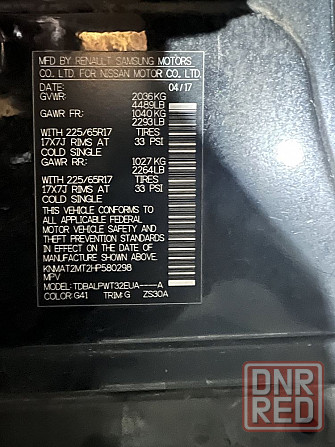 MFD BY RENAULT SAMSUNG MOTORS
CO. LTD. FOR NISSAN MOTOR CO. LTD.
DATE: 04/17
GVWR: 2036 KG
4489LB
GAWR FR: 1040 KG
2293LB
WITH 225/65R17 TIRES
17X7J RIMS AT 33 PSI
COLD SINGLE
GAWR RR: 1027 KG
2264LB
WITH 225/65R17 TIRES
17X7J RIMS AT 33 PSI
COLD SINGLE
THIS VEHICLE CONFORMS TO
ALL APPLICABLE U.S. FEDERAL
MOTOR VEHICLE SAFETY AND
THEFT PREVENTION STANDARDS
IN EFFECT ON THE DATE OF
MANUFACTURE SHOWN ABOVE.
KNMAT2MT2HP580298
MPV
MODEL:TDBALPWT32EUA----A
COLOR:G41 TRIM:G ZS30A
DNR
RED